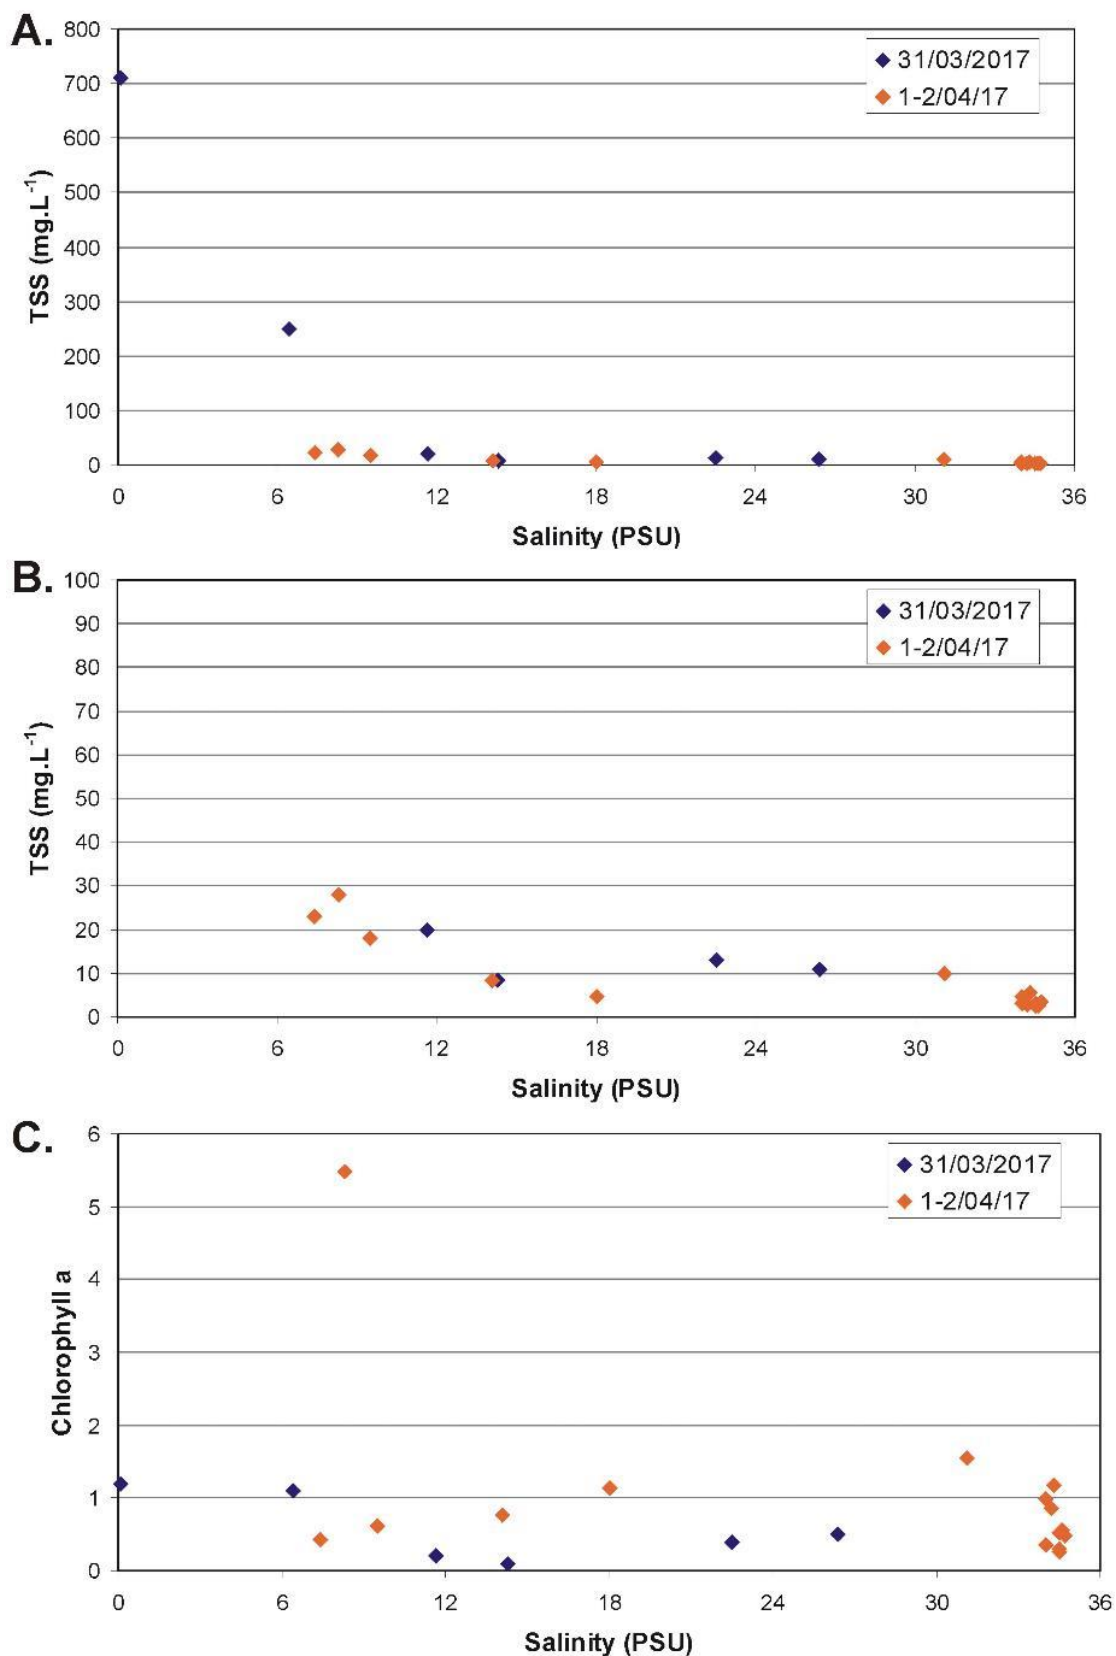 A.
800
700
600
500
400
300
200
100
0
TSS (mg.L⁻¹)
31/03/2017
1-2/04/17
0 6 12 18 24 30 36
Salinity (PSU)
B.
100
90
80
70
60
50
40
30
20
10
0
TSS (mg.L⁻¹)
31/03/2017
1-2/04/17
0 6 12 18 24 30 36
Salinity (PSU)
C.
6
5
4
3
2
1
0
Chlorophyll a
31/03/2017
1-2/04/17
0 6 12 18 24 30 36
Salinity (PSU)